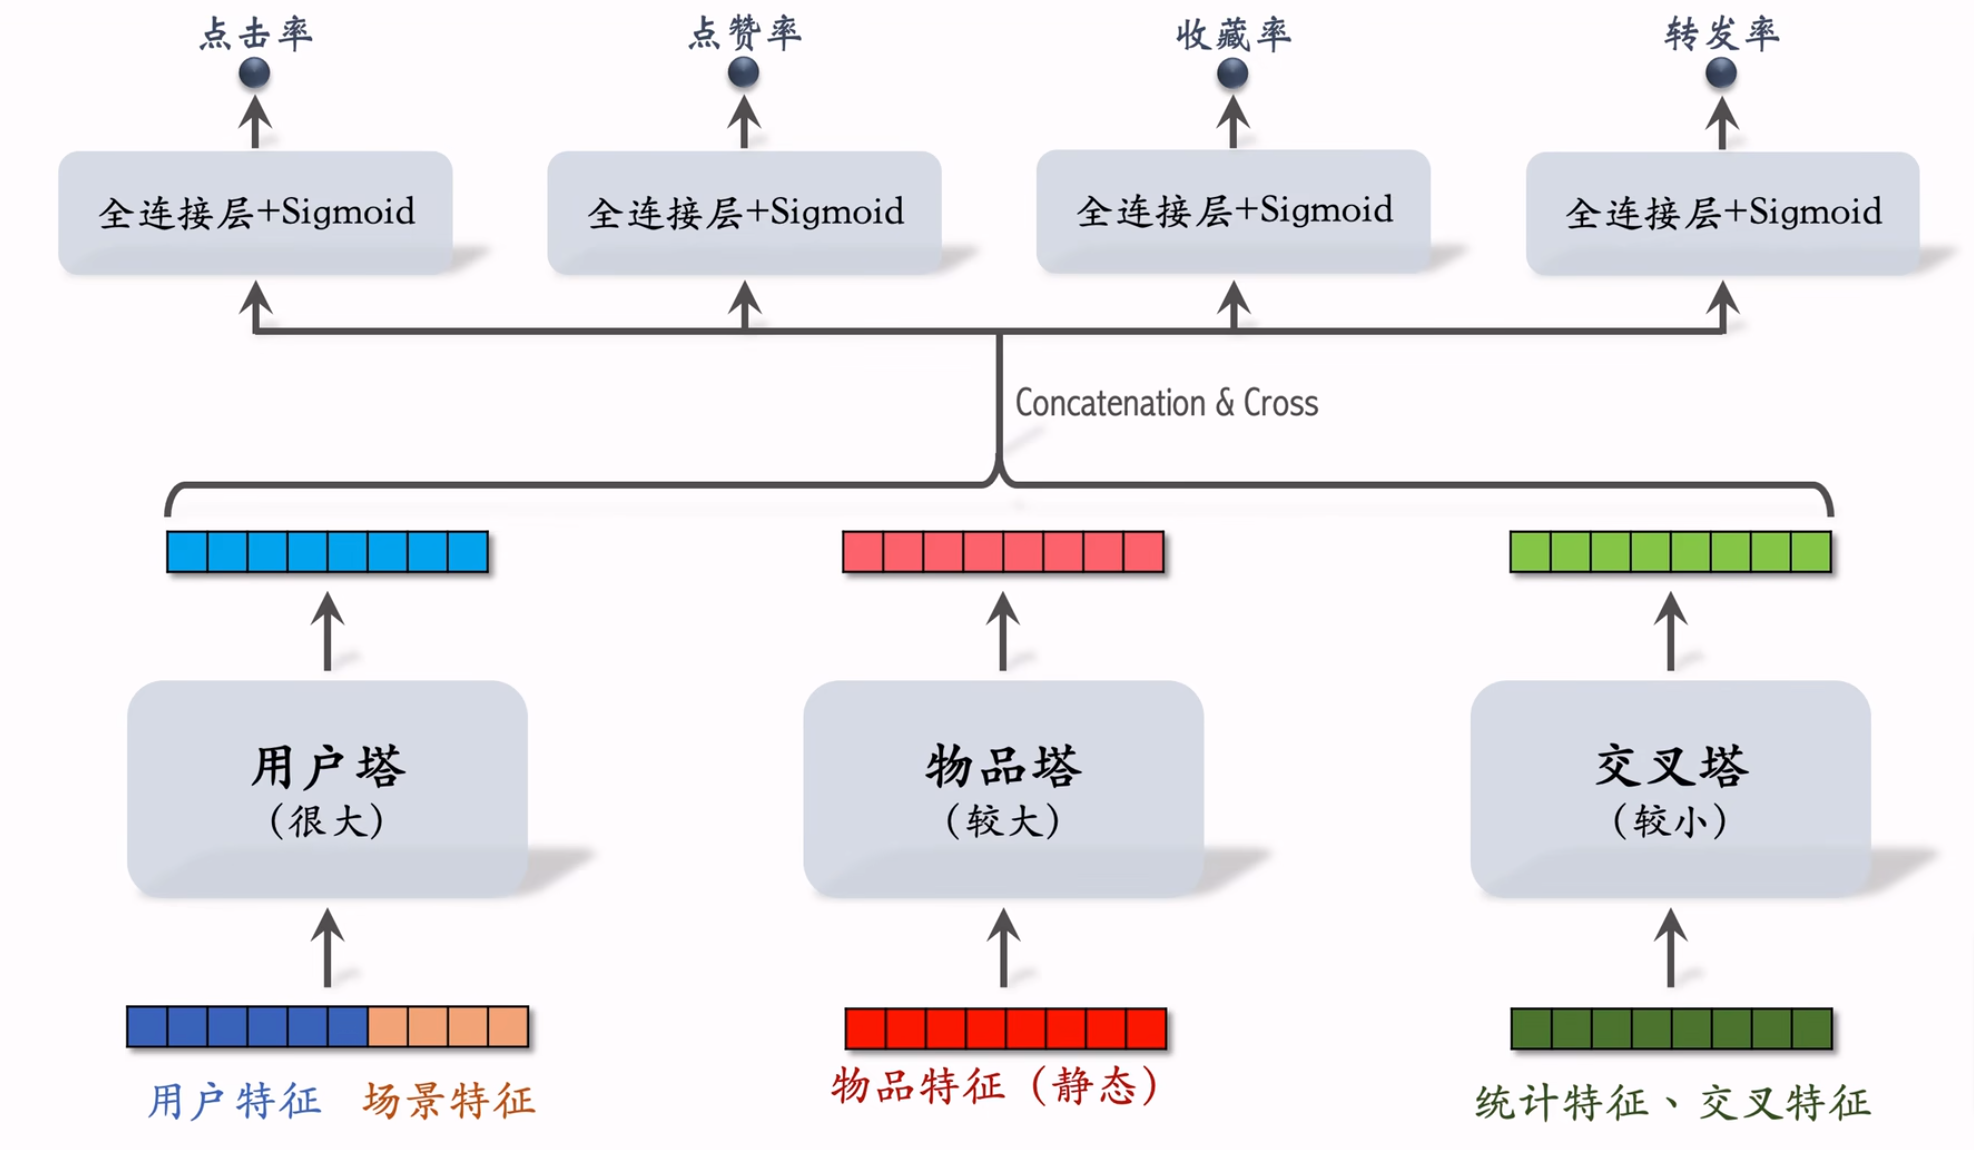 点击率
点赞率
收藏率
转发率
全连接层+Sigmoid
全连接层+Sigmoid
全连接层+Sigmoid
全连接层+Sigmoid
Concatenation & Cross
用户塔
(很大)
物品塔
(较大)
交叉塔
(较小)
用户特征
场景特征
物品特征(静态)
统计特征、交叉特征